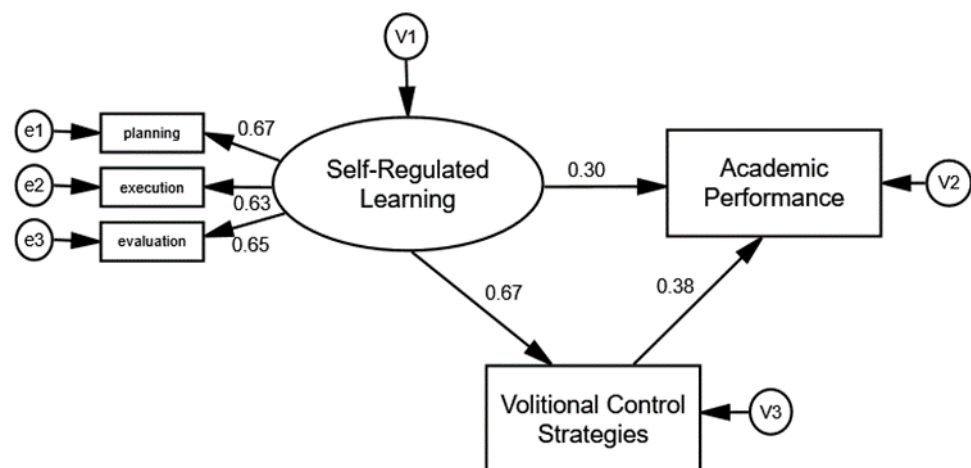 V1
e1
planning
0.67
e2
execution
0.63
e3
evaluation
0.65
Self-Regulated
Learning
0.30
Academic
Performance
V2
0.67
0.38
Volitional Control
Strategies
V3